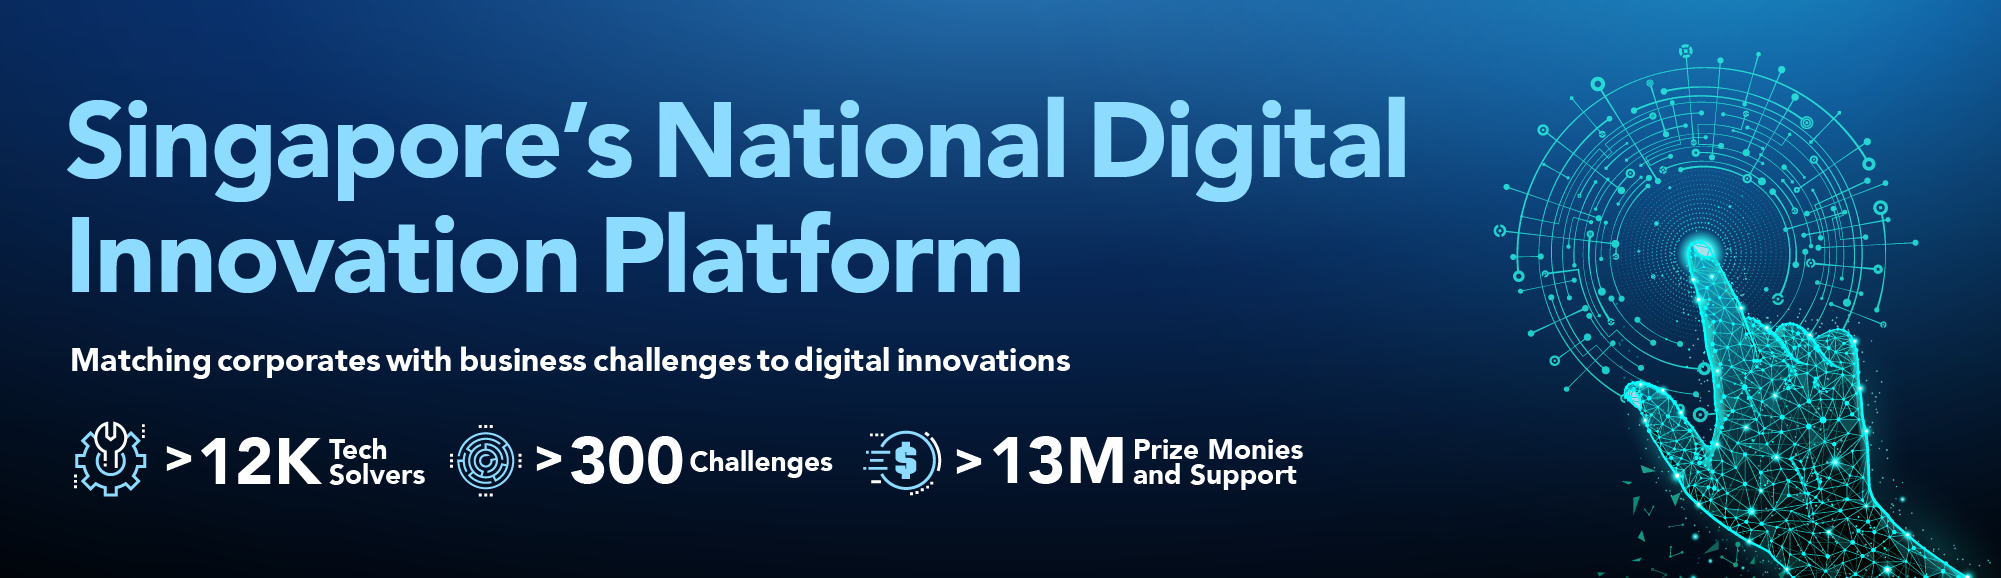 Singapore’s National Digital
Innovation Platform
Matching corporates with business challenges to digital innovations
> 12K Tech Solvers
> 300 Challenges
> 13M Prize Monies and Support